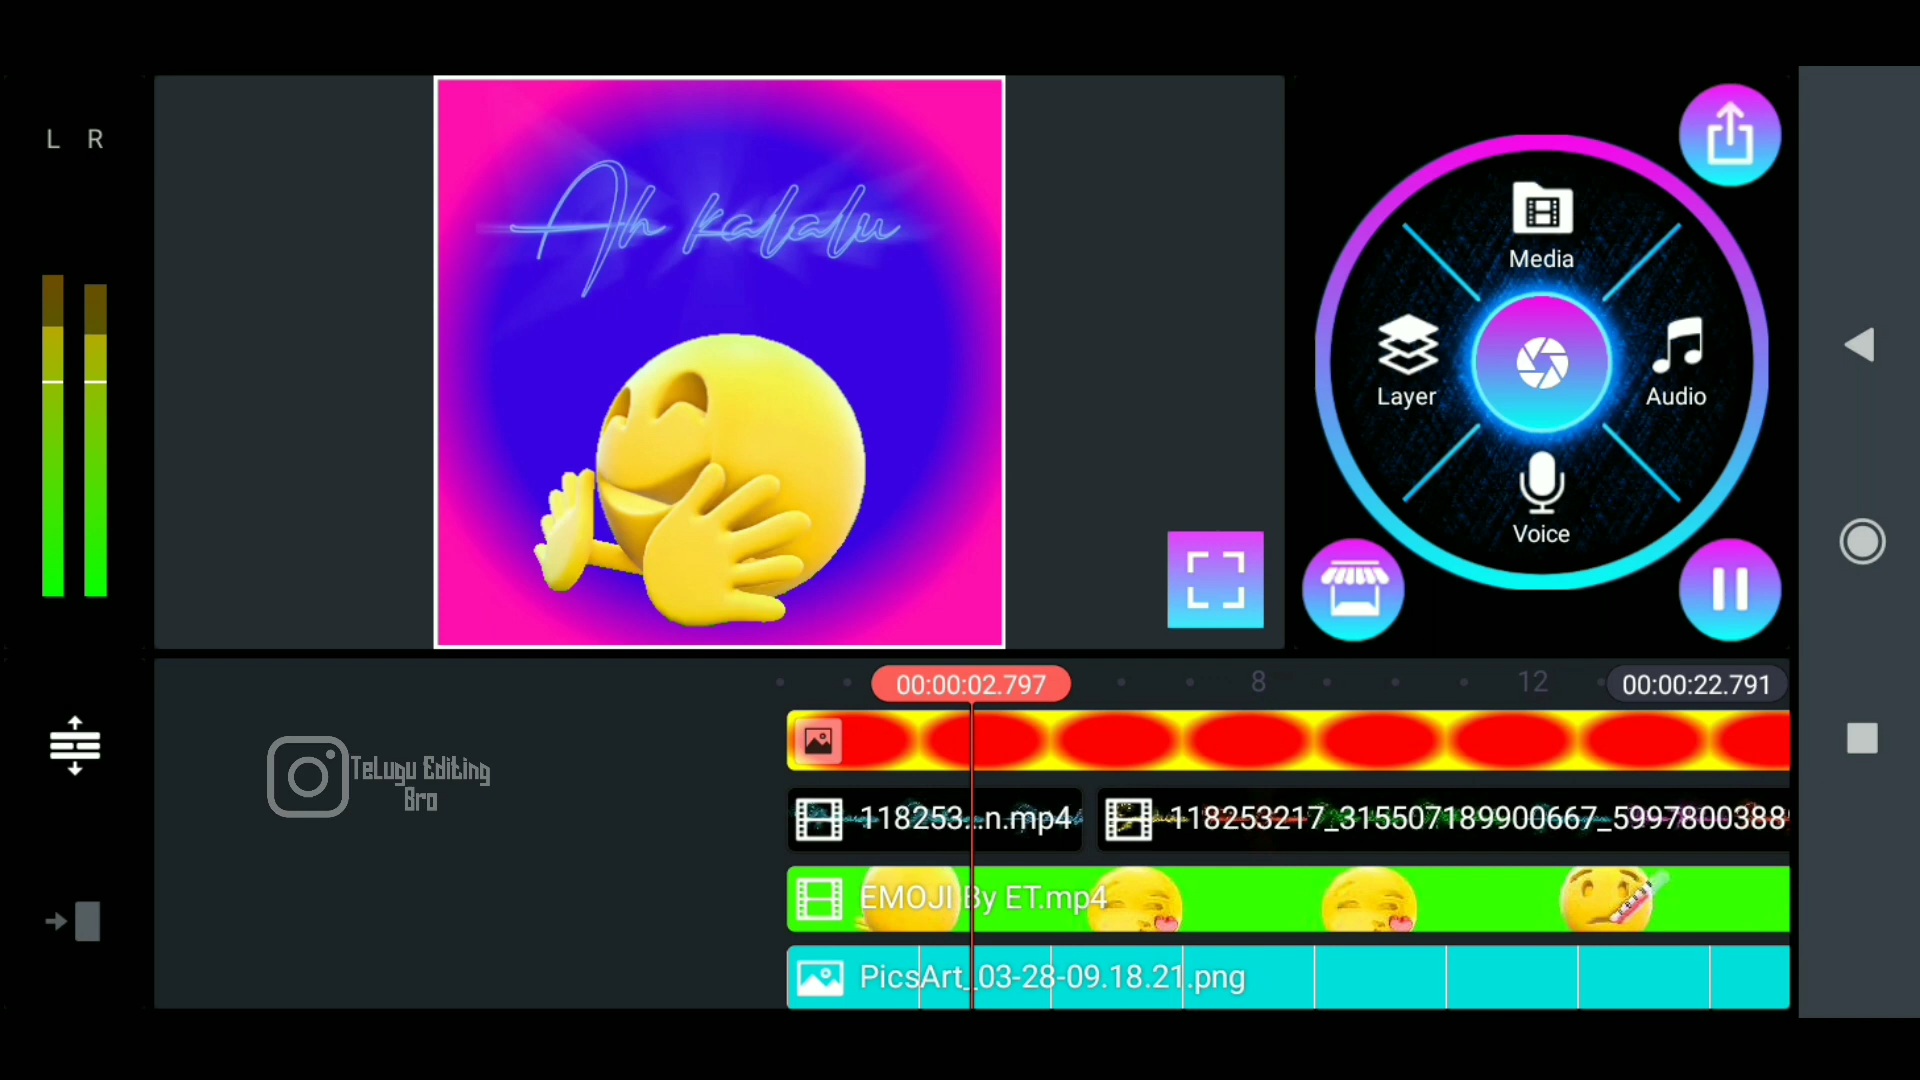 L R
Ah kalalu
Media
Layer
Audio
Voice
00:00:02.797
8
12
00:00:22.791
Telugu Editing
Bro
118253...n.mp4
118253217_315507189900667_5997800388
EMOJI By ET.mp4
PicsArt_03-28-09.18.21.png